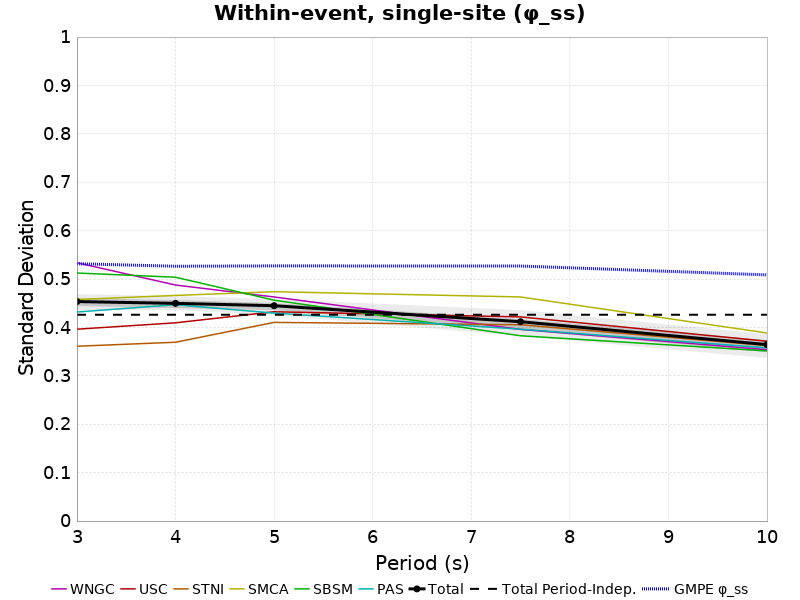 Within-event, single-site (φ_ss)
Standard Deviation
1
0.9
0.8
0.7
0.6
0.5
0.4
0.3
0.2
0.1
0
3 4 5 6 7 8 9 10
Period (s)
WNGC USC STNI SMCA SBSM PAS Total Total Period-Indep. GMPE φ_ss